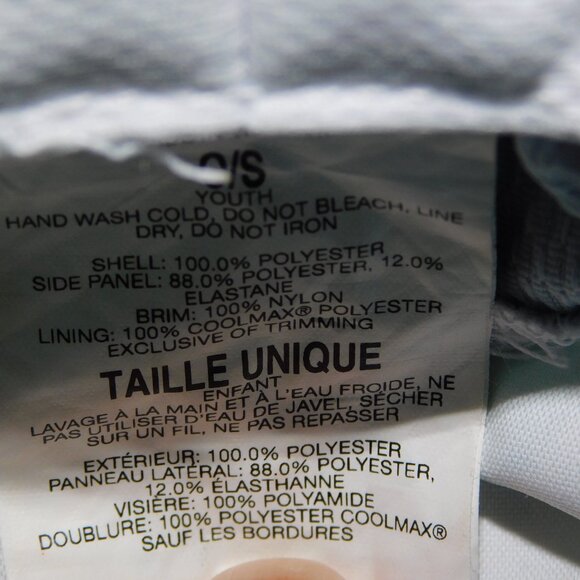 O/S
YOUTH
HAND WASH COLD, DO NOT BLEACH, LINE
DRY, DO NOT IRON
SHELL: 100.0% POLYESTER
SIDE PANEL: 88.0% POLYESTER, 12.0%
ELASTANE
BRIM: 100% NYLON
LINING: 100% COOLMAX® POLYESTER
EXCLUSIVE OF TRIMMING
TAILLE UNIQUE
ENFANT
LAVAGE À LA MAIN ET À L'EAU FROIDE, NE
PAS UTILISER D'EAU DE JAVEL, SÉCHER
SUR UN FIL, NE PAS REPASSER
EXTÉRIEUR: 100.0% POLYESTER
PANNEAU LATÉRAL: 88.0% POLYESTER,
12.0% ÉLASTHANNE
VISIÈRE: 100% POLYAMIDE
DOUBLURE: 100% POLYESTER COOLMAX®
SAUF LES BORDURES